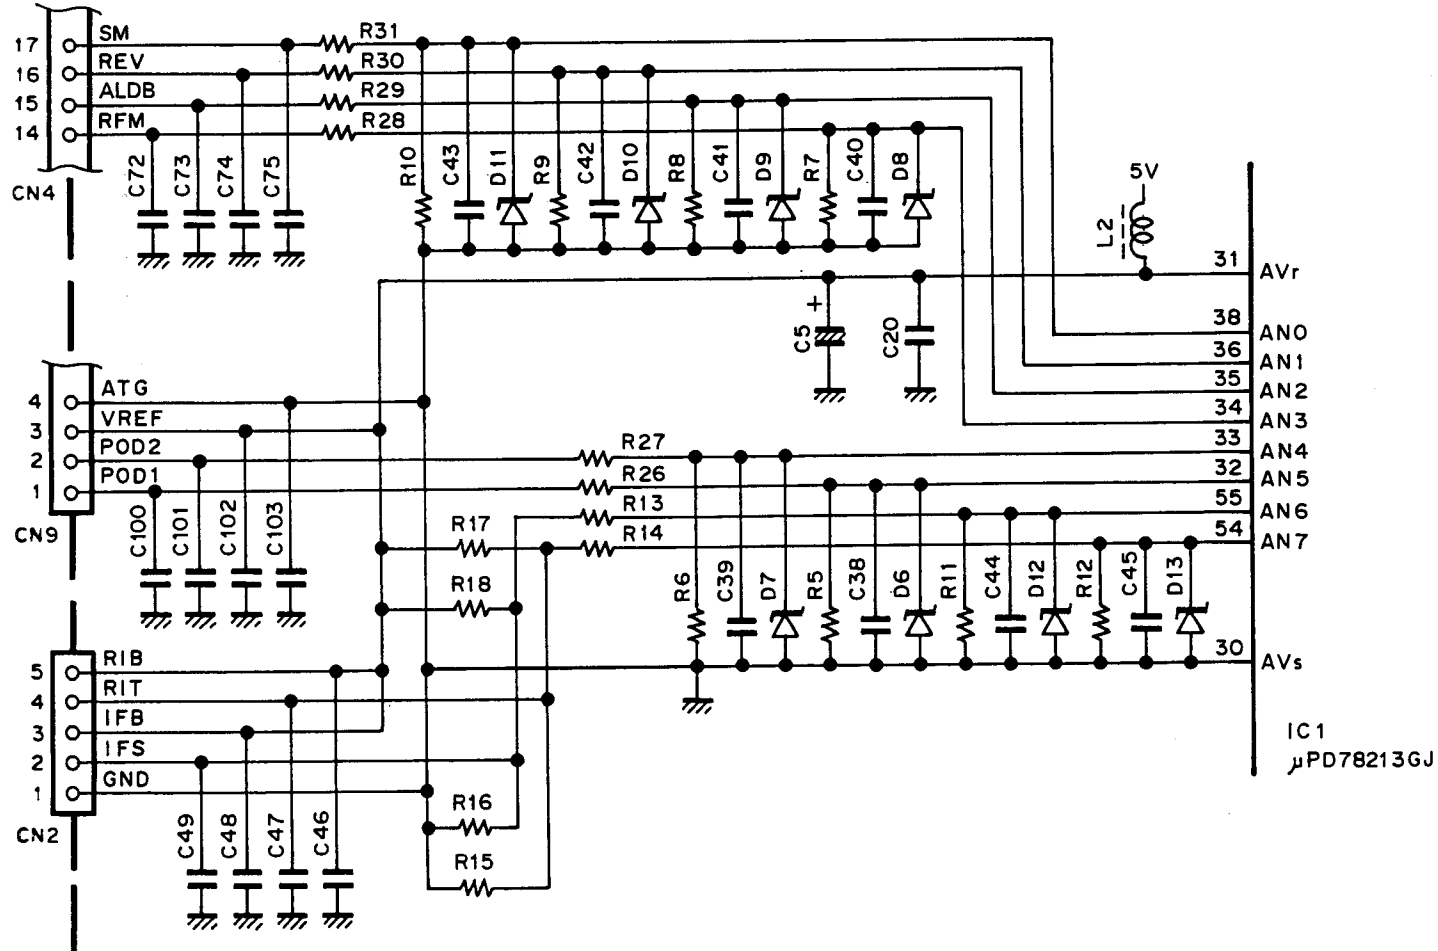 17 SM R31
16 REV R30
15 ALDB R29
14 RFM R28
CN4
C72 C73 C74 C75
R10 C43 D11 R9 C42 D10 R8 C41 D9 R7 C40 D8
5V
L2
31 AVr
+
C5 C20
38 AN0
36 AN1
35 AN2
34 AN3
33 AN4
32 AN5
55 AN6
54 AN7
30 AVs
4 ATG
3 VREF
2 POD2 R27
1 POD1 R26
R13
R17 R14
R18
CN9
C100 C101 C102 C103
R6 C39 D7 R5 C38 D6 R11 C44 D12 R12 C45 D13
5 RIB
4 RIT
3 IFB
2 IFS
1 GND
CN2
C49 C48 C47 C46
R16
R15
IC1
µPD78213GJ